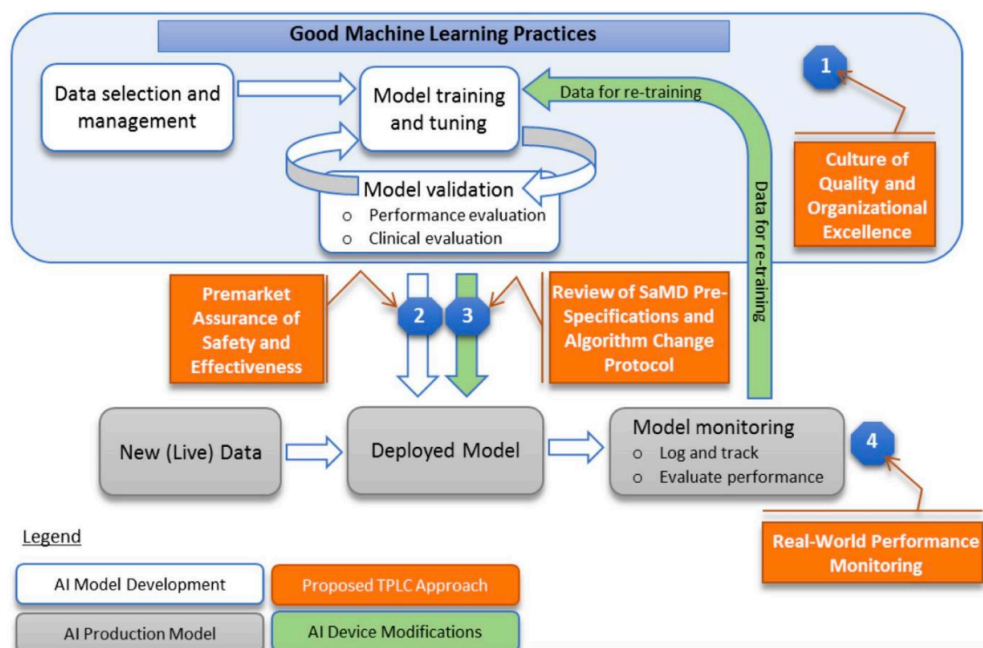 Good Machine Learning Practices
Data selection and
management
Model training
and tuning
Data for re-training
1
Culture of
Quality and
Organizational
Excellence
Model validation
o Performance evaluation
o Clinical evaluation
Data for re-training
Premarket
Assurance of
Safety and
Effectiveness
2
3
Review of SaMD Pre-
Specifications and
Algorithm Change
Protocol
New (Live) Data
Deployed Model
Model monitoring
o Log and track
o Evaluate performance
4
Real-World Performance
Monitoring
Legend
AI Model Development
Proposed TPLC Approach
AI Production Model
AI Device Modifications